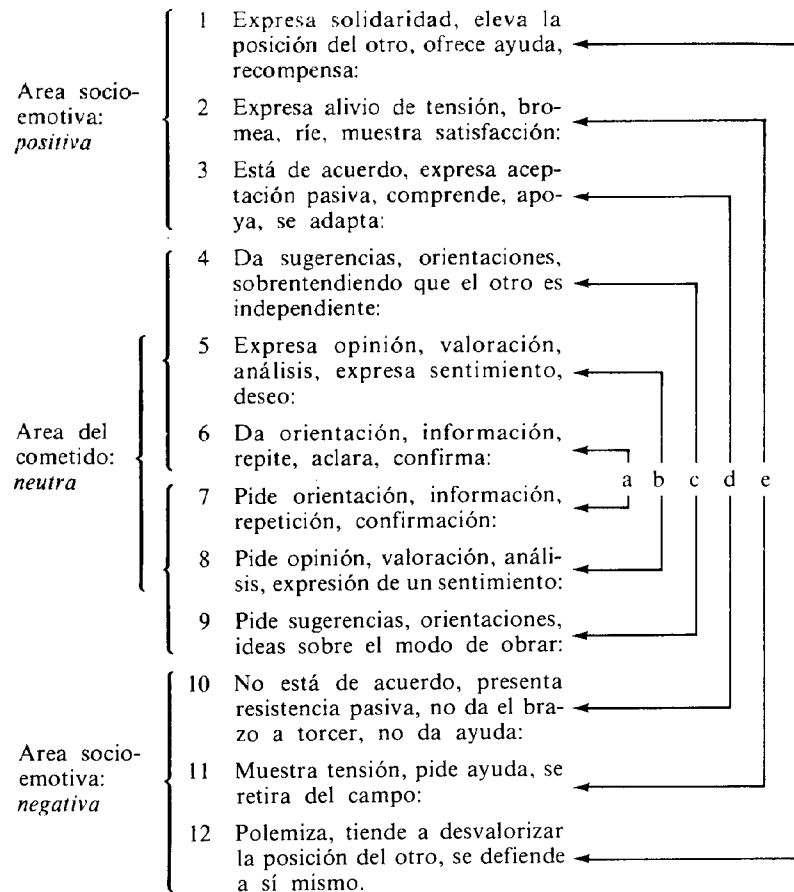 1 Expresa solidaridad, eleva la
posición del otro, ofrece ayuda,
recompensa:
Area socio-
emotiva:
positiva
2 Expresa alivio de tensión, bro-
mea, ríe, muestra satisfacción:
3 Está de acuerdo, expresa acep-
tación pasiva, comprende, apo-
ya, se adapta:
4 Da sugerencias, orientaciones,
sobrentendiendo que el otro es
independiente:
5 Expresa opinión, valoración,
análisis, expresa sentimiento,
deseo:
Area del
cometido:
neutra
6 Da orientación, información,
repite, aclara, confirma:
a b c d e
7 Pide orientación, información,
repetición, confirmación:
8 Pide opinión, valoración, análi-
sis, expresión de un sentimiento:
9 Pide sugerencias, orientaciones,
ideas sobre el modo de obrar:
10 No está de acuerdo, presenta
resistencia pasiva, no da el bra-
zo a torcer, no da ayuda:
Area socio-
emotiva:
negativa
11 Muestra tensión, pide ayuda, se
retira del campo:
12 Polemiza, tiende a desvalorizar
la posición del otro, se defiende
a sí mismo.